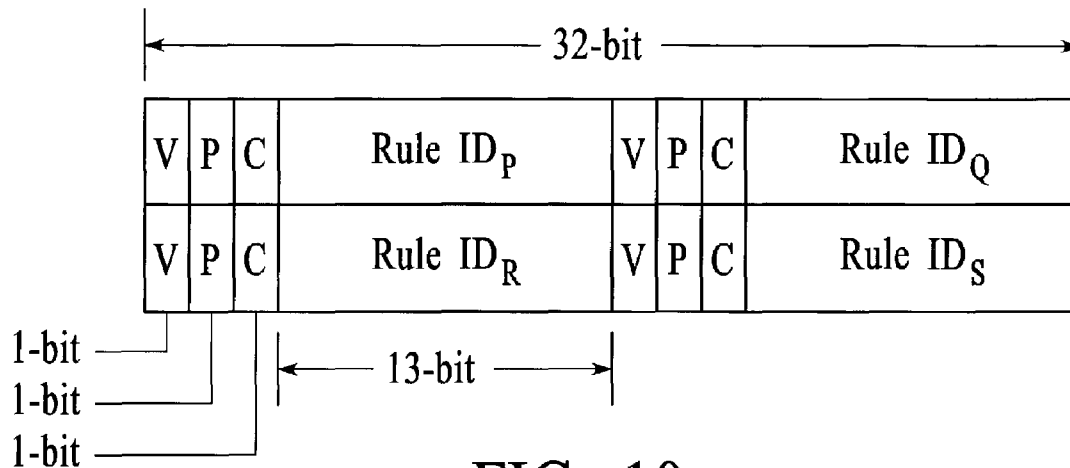 32-bit
V P C Rule ID_P V P C Rule ID_Q
V P C Rule ID_R V P C Rule ID_S
1-bit
13-bit
1-bit
1-bit